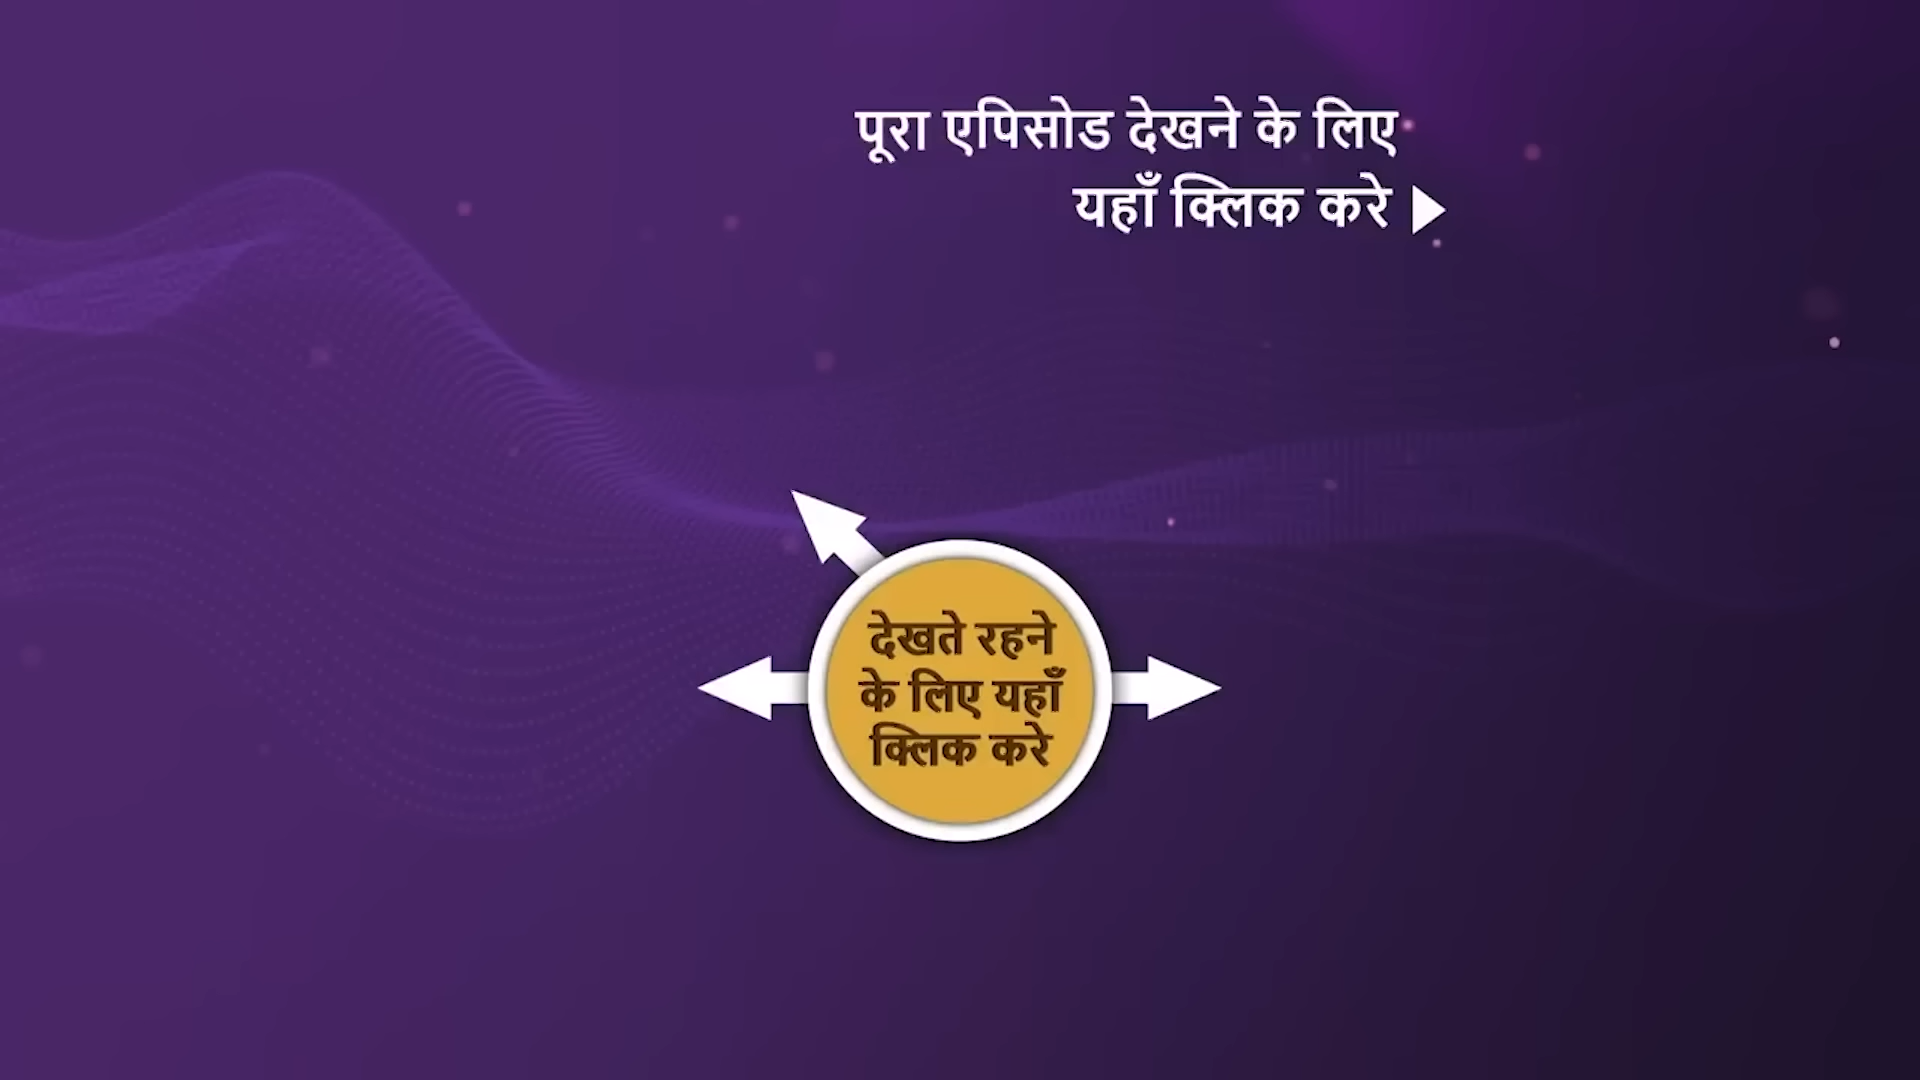 पूरा एपिसोड देखने के लिए
यहाँ क्लिक करे
देखते रहने
के लिए यहाँ
क्लिक करे